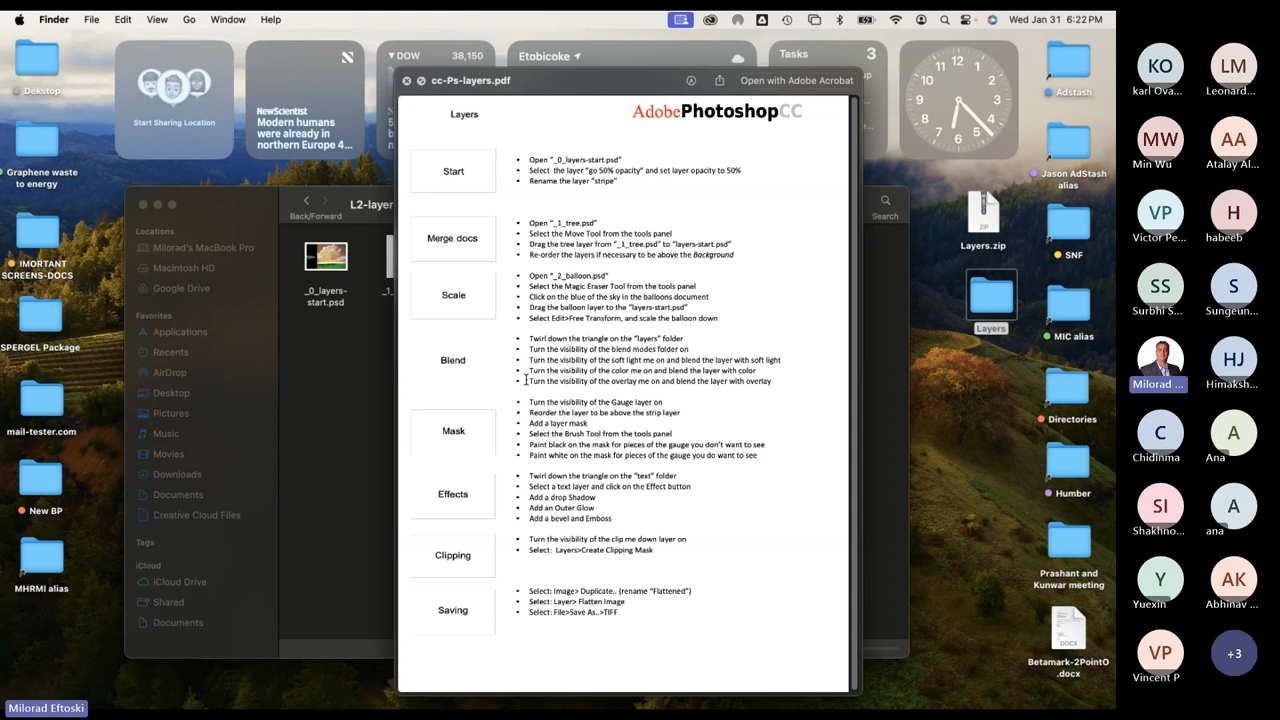 Finder File Edit View Go Window Help
Wed Jan 31 6:22 PM
Dekstop
Graphene waste
to energy
IMORTANT
SCREENS-DOCS
SPERGEL Package
mail-tester.com
New BP
MHRMI alias
Start Sharing Location
NewScientist
Modern humans
were already in
northern Europe 4...
▼ DOW 38,150
Etobicoke
Tasks 3
12
1
2
3
4
5
6
7
8
9
10
11
L2-layer
Back/Forward
Search
Locations
Milorad's MacBook Pro
Macintosh HD
Google Drive
Favorites
Applications
Recents
AirDrop
Desktop
Pictures
Music
Movies
Downloads
Documents
Creative Cloud Files
Tags
iCloud
iCloud Drive
Shared
Documents
_0_layers-
start.psd
_1_
cc-Ps-layers.pdf
Open with Adobe Acrobat
Layers
AdobePhotoshopCC
Start
• Open "_0_layers-start.psd"
• Select the layer "go 50% opacity" and set layer opacity to 50%
• Rename the layer "stripe"
Merge docs
• Open "_1_tree.psd"
• Select the Move Tool from the tools panel
• Drag the tree layer from "_1_tree.psd" to "layers-start.psd"
• Re-order the layers if necessary to be above the Background
Scale
• Open "_2_balloon.psd"
• Select the Magic Eraser Tool from the tools panel
• Click on the blue of the sky in the balloons document
• Drag the balloon layer to the "layers-start.psd"
• Select Edit>Free Transform, and scale the balloon down
Blend
• Twirl down the triangle on the "layers" folder
• Turn the visibility of the blend modes folder on
• Turn the visibility of the soft light me on and blend the layer with soft light
• Turn the visibility of the color me on and blend the layer with color
• Turn the visibility of the overlay me on and blend the layer with overlay
Mask
• Turn the visibility of the Gauge layer on
• Reorder the layer to be above the strip layer
• Add a layer mask
• Select the Brush Tool from the tools panel
• Paint black on the mask for pieces of the gauge you don't want to see
• Paint white on the mask for pieces of the gauge you do want to see
Effects
• Twirl down the triangle on the "text" folder
• Select a text layer and click on the Effect button
• Add a drop Shadow
• Add an Outer Glow
• Add a bevel and Emboss
Clipping
• Turn the visibility of the clip me down layer on
• Select: Layers>Create Clipping Mask
Saving
• Select: Image> Duplicate.. (rename "Flattened")
• Select: Layer> Flatten Image
• Select: File>Save As..>TIFF
Layers.zip
Layers
Adstash
Jason AdStash
alias
SNF
MIC alias
Directories
Humber
Prashant and
Kunwar meeting
DOCX
Betamark-2PointO
.docx
KO
karl Ova...
LM
Leonard...
MW
Min Wu
AA
Atalay Al...
VP
Victor Pe...
H
habeeb
SS
Surbhi S...
S
Sungeun...
Milorad ...
HJ
Himaksh...
C
Chidinma
A
Ana
SI
Shakhno...
A
ana
Y
Yuexin
AK
Abhinav ...
VP
Vincent P
+3
Milorad Eftoski